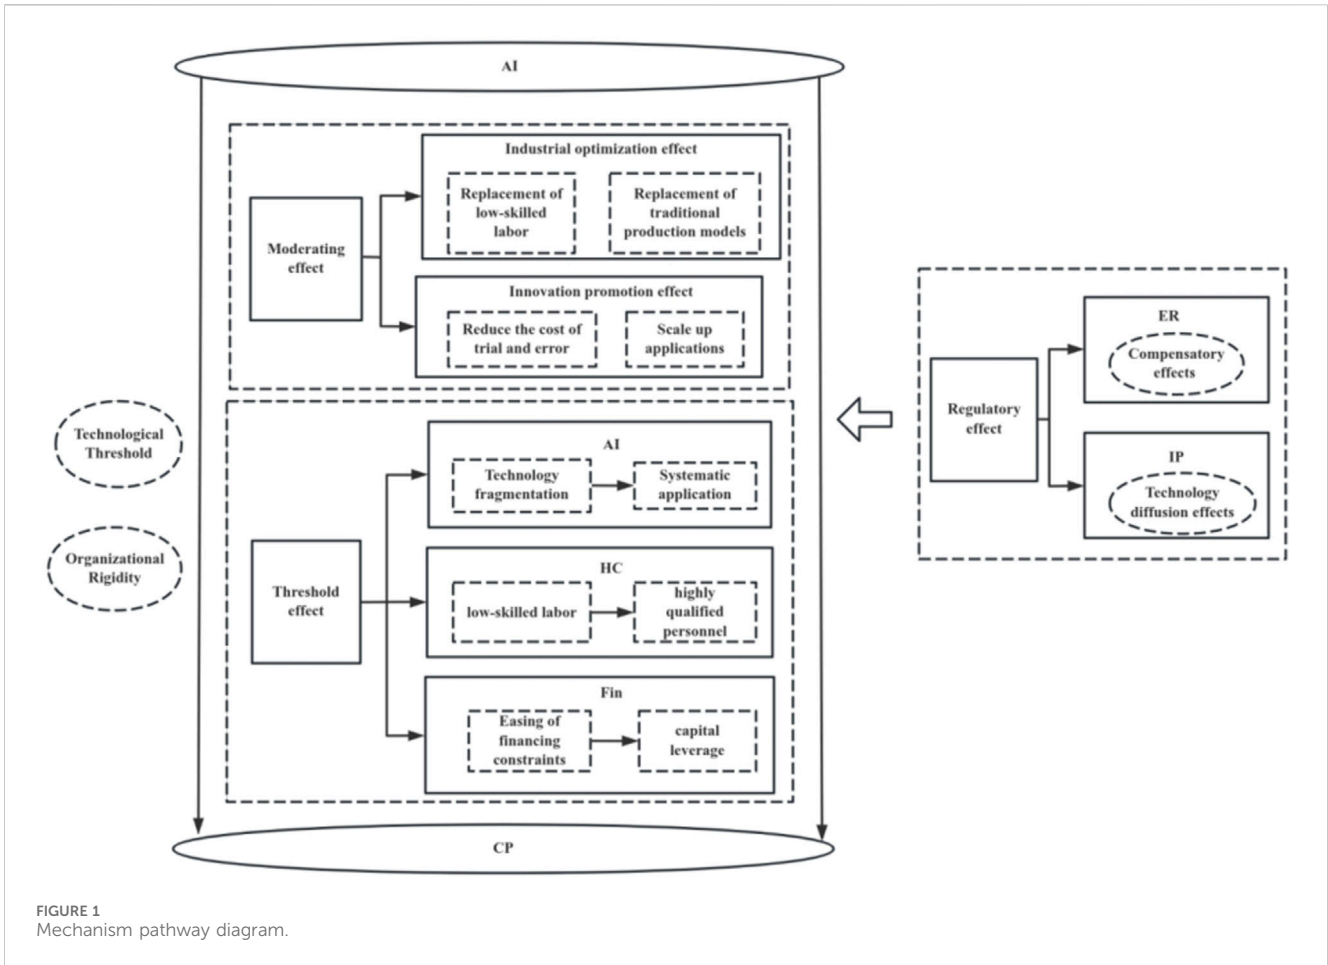 AI
Industrial optimization effect
Replacement of
low-skilled
labor
Replacement of
traditional
production models
Moderating
effect
Innovation promotion effect
Reduce the cost of
trial and error
Scale up
applications
Technological
Threshold
Organizational
Rigidity
AI
Technology
fragmentation
Systematic
application
Threshold
effect
HC
low-skilled labor
highly
qualified
personnel
Fin
Easing of
financing
constraints
capital
leverage
CP
Regulatory
effect
ER
Compensatory
effects
IP
Technology
diffusion effects
FIGURE 1
Mechanism pathway diagram.